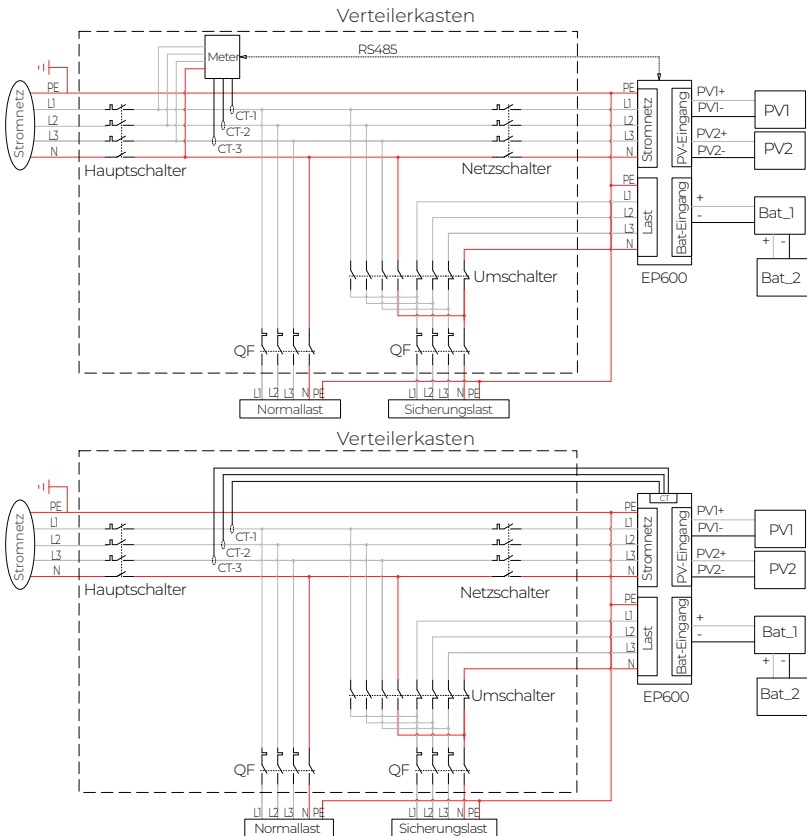 Verteilerkasten
Meter
RS485
PE
L1
L2
L3
N
Stromnetz
CT-1
CT-2
CT-3
Hauptschalter
Netzschalter
PE
L1
L2
L3
N
Stromnetz
PV-Eingang
PV1+
PV1-
PV1
PV2+
PV2-
PV2
PE
L1
L2
L3
N
Last
Bat-Eingang
+
-
Bat_1
+ -
Bat_2
EP600
Umschalter
QF
QF
L1 L2 L3 N PE
Normallast
L1 L2 L3 N PE
Sicherungslast
Verteilerkasten
PE
L1
L2
L3
N
Stromnetz
CT-1
CT-2
CT-3
Hauptschalter
Netzschalter
CT
PE
L1
L2
L3
N
Stromnetz
PV-Eingang
PV1+
PV1-
PV1
PV2+
PV2-
PV2
PE
L1
L2
L3
N
Last
Bat-Eingang
+
-
Bat_1
+ -
Bat_2
EP600
Umschalter
QF
QF
L1 L2 L3 N PE
Normallast
L1 L2 L3 N PE
Sicherungslast